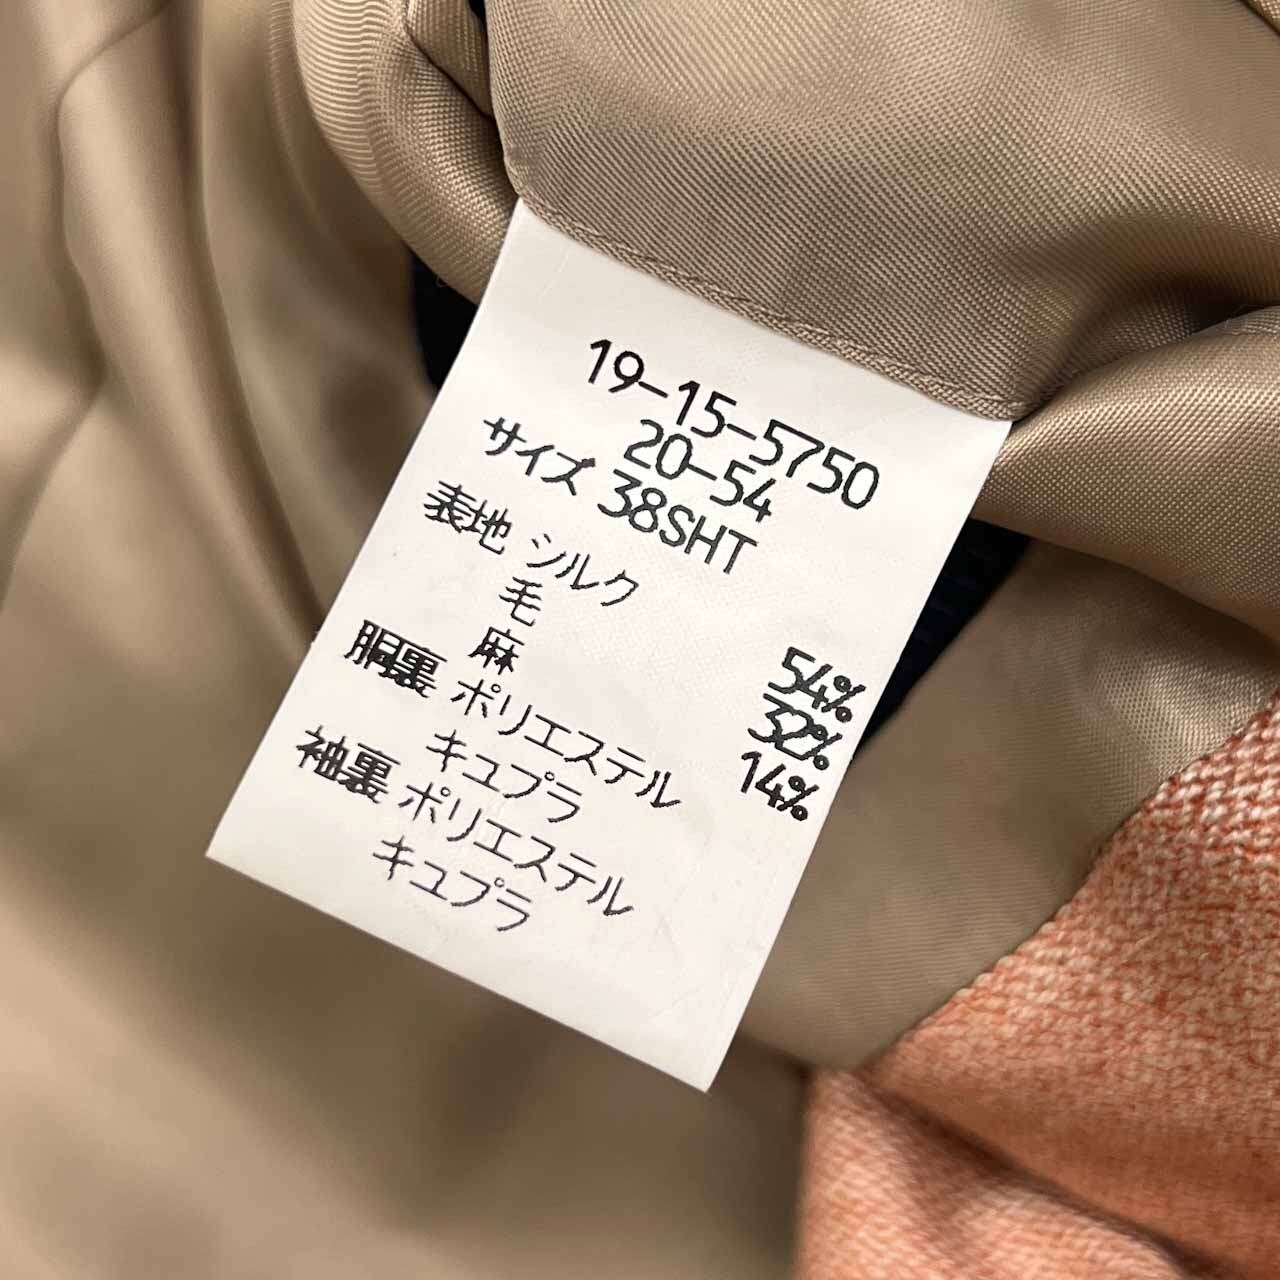 19-15-5750
20-54
サイズ 38SHT
表地 シルク 54%
毛 32%
麻 14%
胴裏 ポリエステル
キュプラ
袖裏 ポリエステル
キュプラ